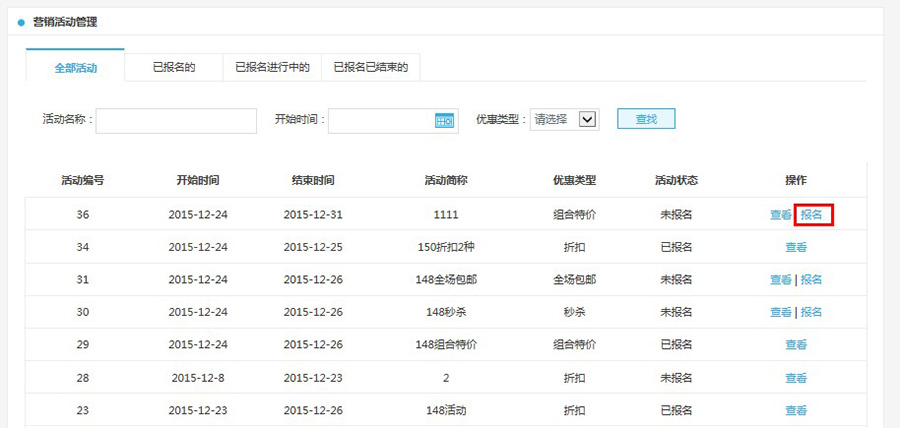 营销活动管理
全部活动 已报名的 已报名进行中的 已报名已结束的
活动名称： 开始时间： 优惠类型： 请选择 查找
活动编号 开始时间 结束时间 活动简称 优惠类型 活动状态 操作
36 2015-12-24 2015-12-31 1111 组合特价 未报名 查看 报名
34 2015-12-24 2015-12-25 150折扣2种 折扣 已报名 查看
31 2015-12-24 2015-12-26 148全场包邮 全场包邮 未报名 查看 | 报名
30 2015-12-24 2015-12-26 148秒杀 秒杀 未报名 查看 | 报名
29 2015-12-24 2015-12-26 148组合特价 组合特价 已报名 查看
28 2015-12-8 2015-12-23 2 折扣 未报名 查看
23 2015-12-23 2015-12-26 148活动 折扣 已报名 查看